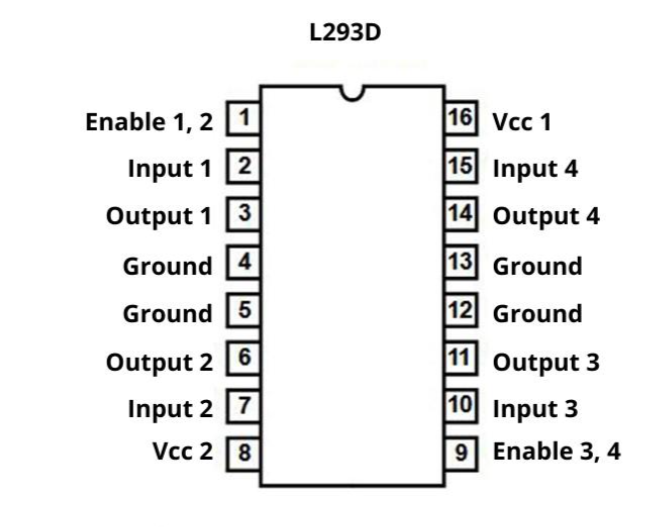 L293D
Enable 1, 2 1 16 Vcc 1
Input 1 2 15 Input 4
Output 1 3 14 Output 4
Ground 4 13 Ground
Ground 5 12 Ground
Output 2 6 11 Output 3
Input 2 7 10 Input 3
Vcc 2 8 9 Enable 3, 4